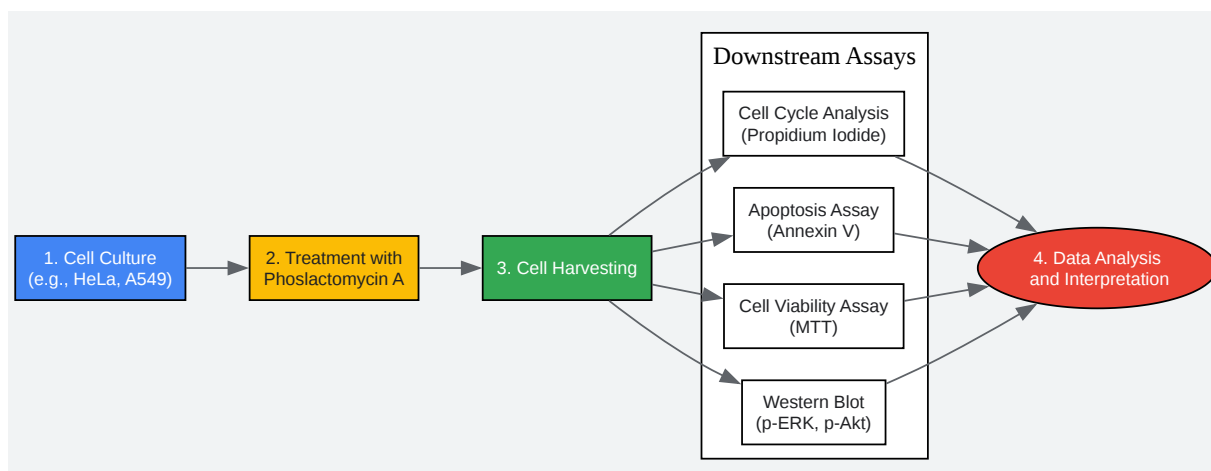 Downstream Assays
Cell Cycle Analysis
(Propidium Iodide)
Apoptosis Assay
(Annexin V)
1. Cell Culture
(e.g., HeLa, A549)
2. Treatment with
Phoslactomycin A
3. Cell Harvesting
4. Data Analysis
and Interpretation
Cell Viability Assay
(MTT)
Western Blot
(p-ERK, p-Akt)